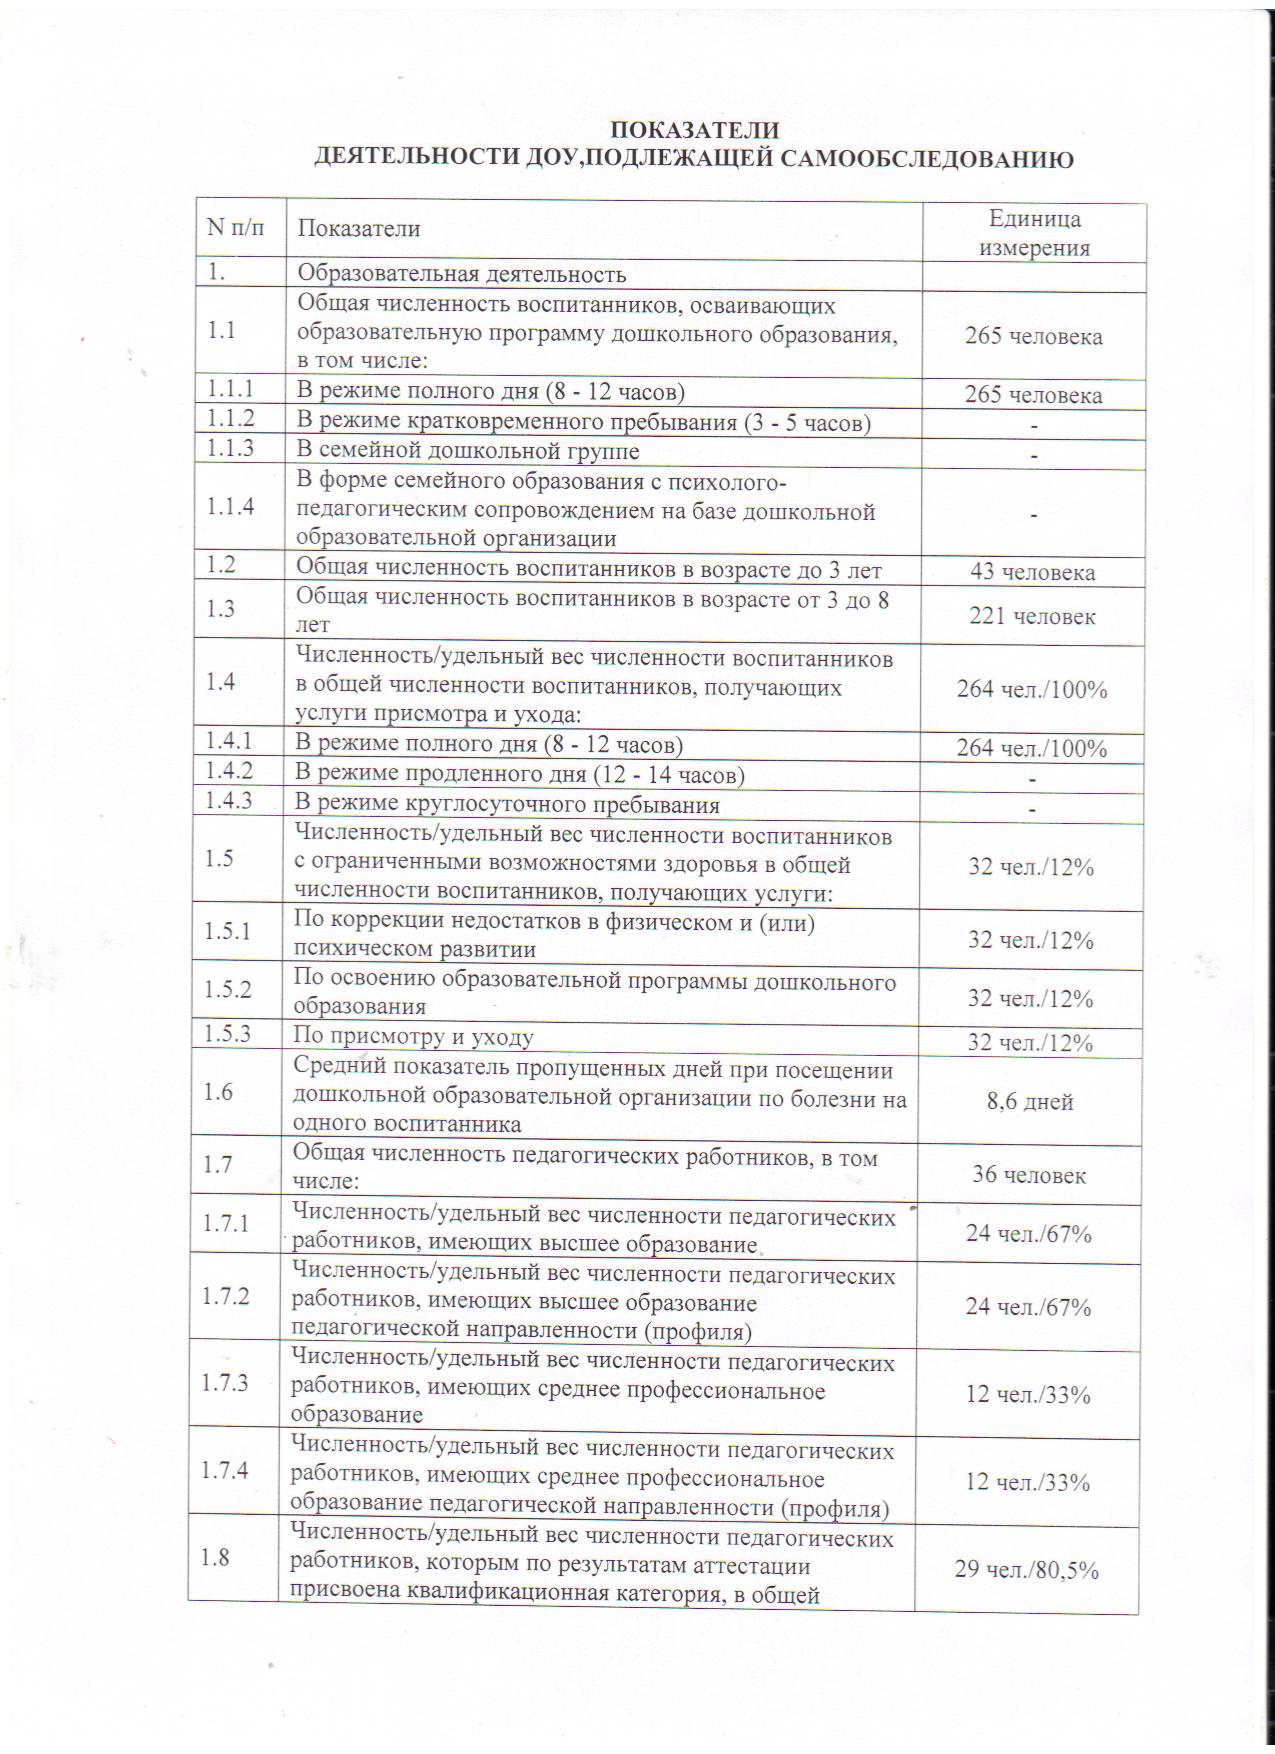 ПОКАЗАТЕЛИ
ДЕЯТЕЛЬНОСТИ ДОУ,ПОДЛЕЖАЩЕЙ САМООБСЛЕДОВАНИЮ
N п/п Показатели Единица
измерения
1. Образовательная деятельность
1.1 Общая численность воспитанников, осваивающих
образовательную программу дошкольного образования,
в том числе: 265 человека
1.1.1 В режиме полного дня (8 - 12 часов) 265 человека
1.1.2 В режиме кратковременного пребывания (3 - 5 часов) -
1.1.3 В семейной дошкольной группе -
1.1.4 В форме семейного образования с психолого-
педагогическим сопровождением на базе дошкольной
образовательной организации -
1.2 Общая численность воспитанников в возрасте до 3 лет 43 человека
1.3 Общая численность воспитанников в возрасте от 3 до 8
лет 221 человек
1.4 Численность/удельный вес численности воспитанников
в общей численности воспитанников, получающих
услуги присмотра и ухода: 264 чел./100%
1.4.1 В режиме полного дня (8 - 12 часов) 264 чел./100%
1.4.2 В режиме продленного дня (12 - 14 часов) -
1.4.3 В режиме круглосуточного пребывания -
1.5 Численность/удельный вес численности воспитанников
с ограниченными возможностями здоровья в общей
численности воспитанников, получающих услуги: 32 чел./12%
1.5.1 По коррекции недостатков в физическом и (или)
психическом развитии 32 чел./12%
1.5.2 По освоению образовательной программы дошкольного
образования 32 чел./12%
1.5.3 По присмотру и уходу 32 чел./12%
1.6 Средний показатель пропущенных дней при посещении
дошкольной образовательной организации по болезни на
одного воспитанника 8,6 дней
1.7 Общая численность педагогических работников, в том
числе: 36 человек
1.7.1 Численность/удельный вес численности педагогических
работников, имеющих высшее образование 24 чел./67%
1.7.2 Численность/удельный вес численности педагогических
работников, имеющих высшее образование
педагогической направленности (профиля) 24 чел./67%
1.7.3 Численность/удельный вес численности педагогических
работников, имеющих среднее профессиональное
образование 12 чел./33%
1.7.4 Численность/удельный вес численности педагогических
работников, имеющих среднее профессиональное
образование педагогической направленности (профиля) 12 чел./33%
1.8 Численность/удельный вес численности педагогических
работников, которым по результатам аттестации
присвоена квалификационная категория, в общей 29 чел./80,5%